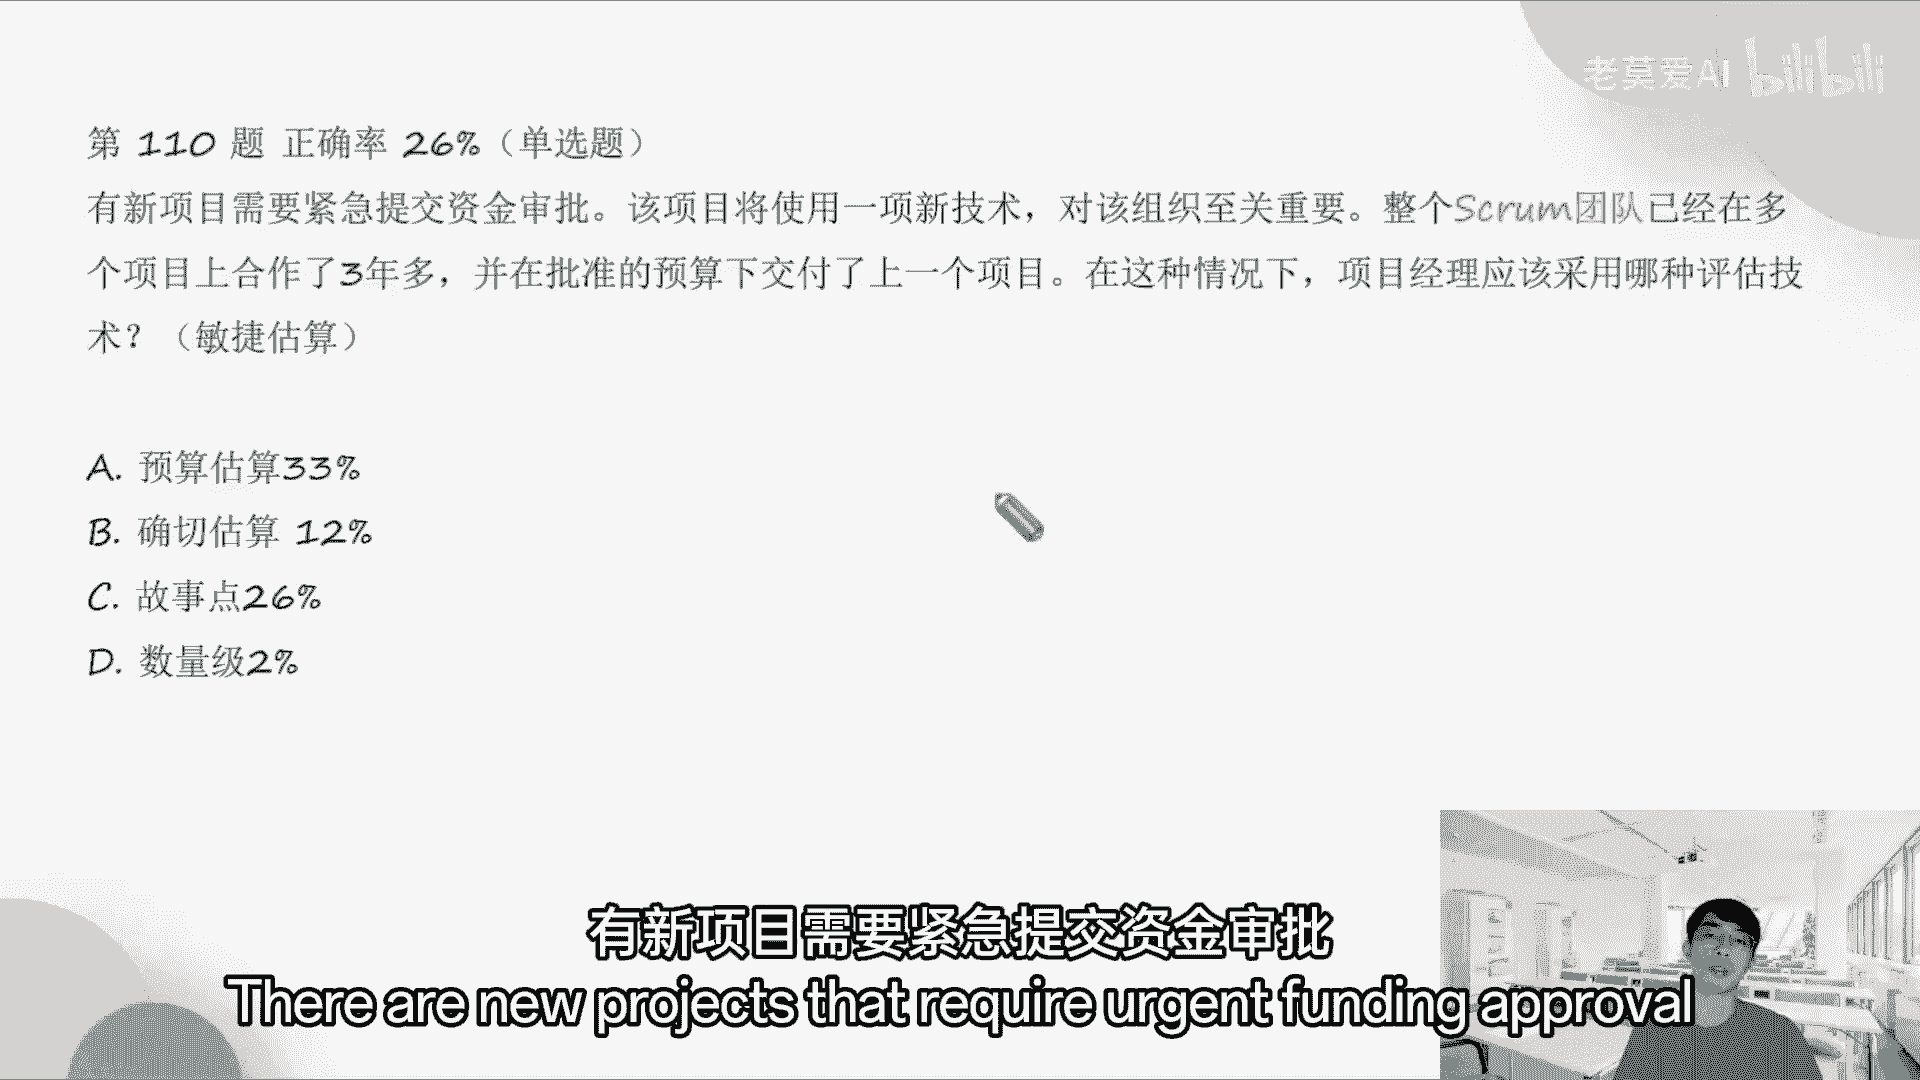 老莫爱AI bilibili
第 110 题 正确率 26%（单选题）
有新项目需要紧急提交资金审批。该项目将使用一项新技术，对该组织至关重要。整个Scrum团队已经在多
个项目上合作了3年多，并在批准的预算下交付了上一个项目。在这种情况下，项目经理应该采用哪种评估技
术？（敏捷估算）
A. 预算估算33%
B. 确切估算 12%
C. 故事点26%
D. 数量级2%
有新项目需要紧急提交资金审批
There are new projects that require urgent funding approval